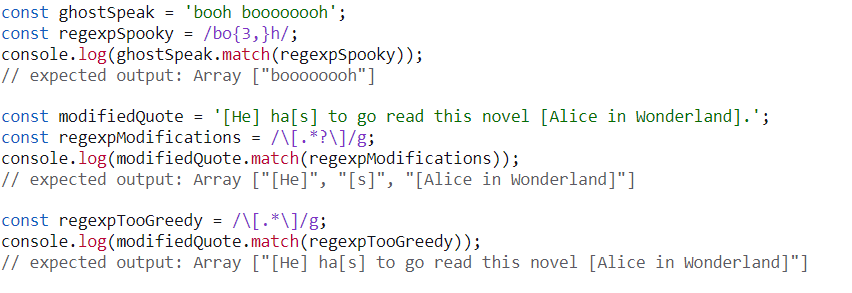 const ghostSpeak = 'booh boooooooh';
const regexpSpooky = /bo{3,}h/;
console.log(ghostSpeak.match(regexpSpooky));
// expected output: Array ["boooooooh"]
const modifiedQuote = '[He] ha[s] to go read this novel [Alice in Wonderland].';
const regexpModifications = /\[.*?\]/g;
console.log(modifiedQuote.match(regexpModifications));
// expected output: Array ["[He]", "[s]", "[Alice in Wonderland]"]
const regexpTooGreedy = /\[.*\]/g;
console.log(modifiedQuote.match(regexpTooGreedy));
// expected output: Array ["[He] ha[s] to go read this novel [Alice in Wonderland]"]